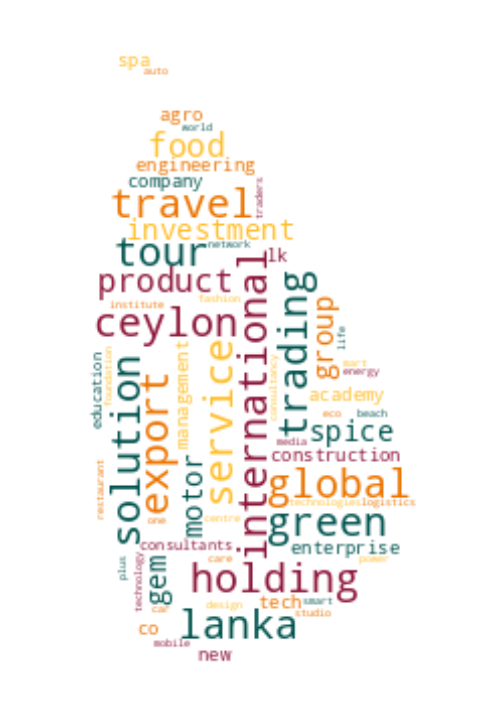 spa
auto
agro
world
food
engineering
company
traders
travel
investment
tour
network
lk
product
international
trading
institute
fashion
group
ceylon
life
education
foundation
solution
export
management
service
consultancy
mart
energy
academy
eco
beach
spice
media
construction
restaurant
motor
global
technologies
logistics
one
centre
green
consultants
enterprise
plus
technology
gem
care
power
holding
car
design
tech
smart
studio
co
lanka
mobile
new